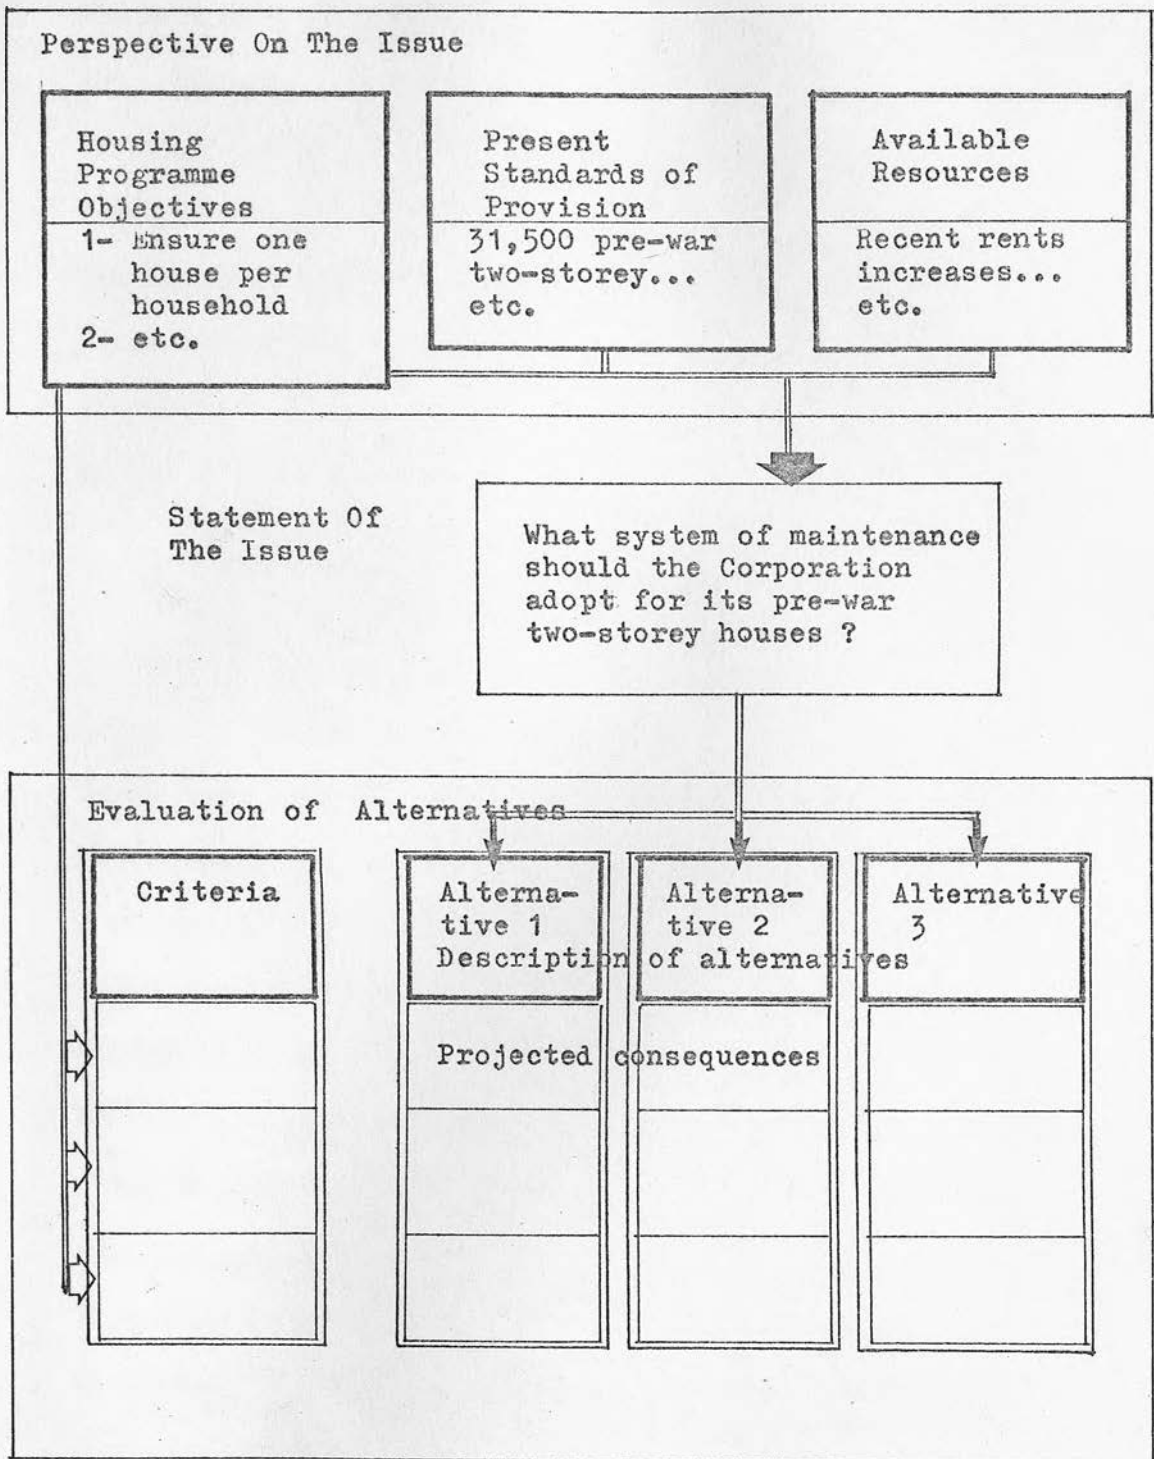 Perspective On The Issue
Housing
Programme
Objectives
1- Ensure one
house per
household
2- etc.
Present
Standards of
Provision
31,500 pre-war
two-storey...
etc.
Available
Resources
Recent rents
increases...
etc.
Statement Of
The Issue
What system of maintenance
should the Corporation
adopt for its pre-war
two-storey houses ?
Evaluation of Alternatives
Criteria
Alterna-
tive 1
Alterna-
tive 2
Alternative
3
Description of alternatives
Projected consequences